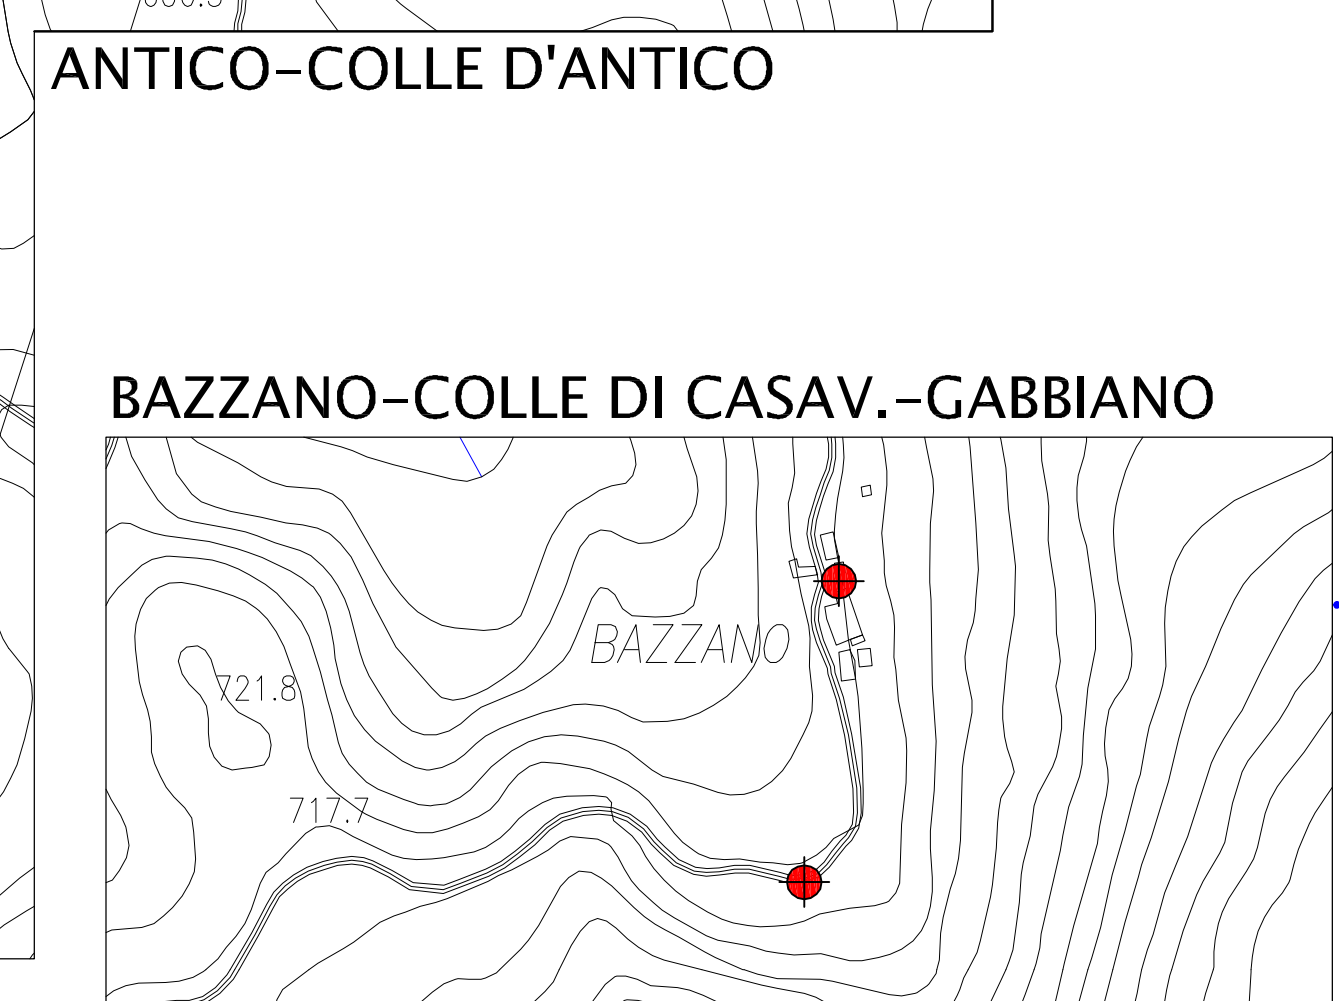 ANTICO-COLLE D'ANTICO
BAZZANO-COLLE DI CASAV.-GABBIANO
BAZZANO
721.8
717.7